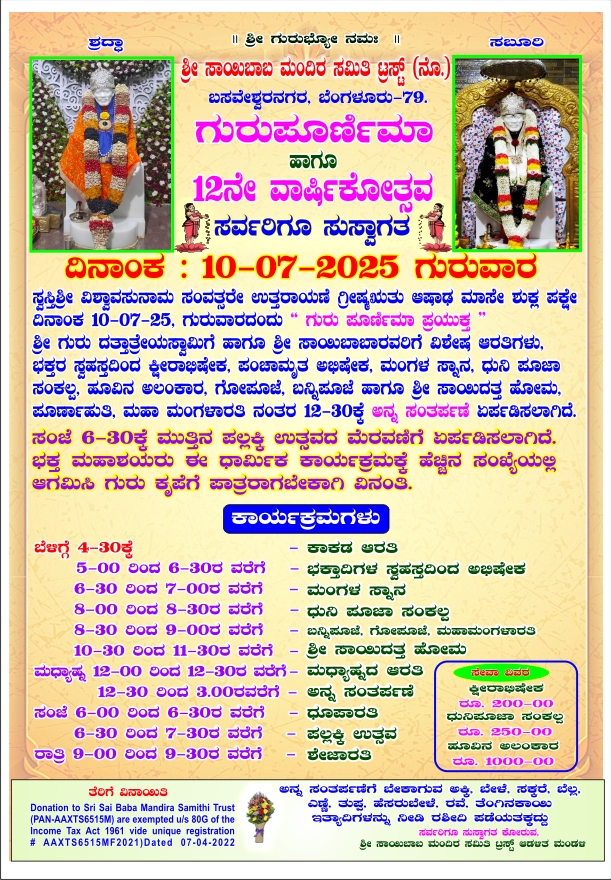 ಶ್ರದ್ಧಾ
॥ ಶ್ರೀ ಗುರುಭ್ಯೋ ನಮಃ ॥
ಸಬೂರಿ
ಶ್ರೀ ಸಾಯಿಬಾಬ ಮಂದಿರ ಸಮಿತಿ ಟ್ರಸ್ಟ್ (ನೊ.)
ಬಸವೇಶ್ವರನಗರ, ಬೆಂಗಳೂರು-79.
ಗುರುಪೂರ್ಣಿಮಾ
ಹಾಗೂ
12ನೇ ವಾರ್ಷಿಕೋತ್ಸವ
ಸರ್ವರಿಗೂ ಸುಸ್ವಾಗತ
ದಿನಾಂಕ : 10-07-2025 ಗುರುವಾರ
ಸ್ವಸ್ತಿಶ್ರೀ ವಿಶ್ವಾವಸುನಾಮ ಸಂವತ್ಸರೇ ಉತ್ತರಾಯಣೆ ಗ್ರೀಷ್ಮಋತು ಆಷಾಢ ಮಾಸೇ ಶುಕ್ಲ ಪಕ್ಷೇ
ದಿನಾಂಕ 10-07-25, ಗುರುವಾರದಂದು “ ಗುರು ಪೂರ್ಣಿಮಾ ಪ್ರಯುಕ್ತ ”
ಶ್ರೀ ಗುರು ದತ್ತಾತ್ರೇಯಸ್ವಾಮಿಗೆ ಹಾಗೂ ಶ್ರೀ ಸಾಯಿಬಾಬಾರವರಿಗೆ ವಿಶೇಷ ಆರತಿಗಳು,
ಭಕ್ತರ ಸ್ವಹಸ್ತದಿಂದ ಕ್ಷೀರಾಭಿಷೇಕ, ಪಂಚಾಮೃತ ಅಭಿಷೇಕ, ಮಂಗಳ ಸ್ನಾನ, ಧುನಿ ಪೂಜಾ
ಸಂಕಲ್ಪ, ಹೂವಿನ ಅಲಂಕಾರ, ಗೋಪೂಜೆ, ಬನ್ನಿಪೂಜೆ ಹಾಗೂ ಶ್ರೀ ಸಾಯಿದತ್ತ ಹೋಮ,
ಪೂರ್ಣಾಹುತಿ, ಮಹಾ ಮಂಗಳಾರತಿ ನಂತರ 12-30ಕ್ಕೆ ಅನ್ನ ಸಂತರ್ಪಣೆ ಏರ್ಪಡಿಸಲಾಗಿದೆ.
ಸಂಜೆ 6-30ಕ್ಕೆ ಮುತ್ತಿನ ಪಲ್ಲಕ್ಕಿ ಉತ್ಸವದ ಮೆರವಣಿಗೆ ಏರ್ಪಡಿಸಲಾಗಿದೆ.
ಭಕ್ತ ಮಹಾಶಯರು ಈ ಧಾರ್ಮಿಕ ಕಾರ್ಯಕ್ರಮಕ್ಕೆ ಹೆಚ್ಚಿನ ಸಂಖ್ಯೆಯಲ್ಲಿ
ಆಗಮಿಸಿ ಗುರು ಕೃಪೆಗೆ ಪಾತ್ರರಾಗಬೇಕಾಗಿ ವಿನಂತಿ.
ಕಾರ್ಯಕ್ರಮಗಳು
ಬೆಳಿಗ್ಗೆ 4-30ಕ್ಕೆ - ಕಾಕಡ ಆರತಿ
5-00 ರಿಂದ 6-30ರ ವರೆಗೆ - ಭಕ್ತಾದಿಗಳ ಸ್ವಹಸ್ತದಿಂದ ಅಭಿಷೇಕ
6-30 ರಿಂದ 7-00ರ ವರೆಗೆ - ಮಂಗಳ ಸ್ನಾನ
8-00 ರಿಂದ 8-30ರ ವರೆಗೆ - ಧುನಿ ಪೂಜಾ ಸಂಕಲ್ಪ
8-30 ರಿಂದ 9-00ರ ವರೆಗೆ - ಬನ್ನಿಪೂಜೆ, ಗೋಪೂಜೆ, ಮಹಾಮಂಗಳಾರತಿ
10-30 ರಿಂದ 11-30ರ ವರೆಗೆ - ಶ್ರೀ ಸಾಯಿದತ್ತ ಹೋಮ
ಮಧ್ಯಾಹ್ನ 12-00 ರಿಂದ 12-30ರ ವರೆಗೆ - ಮಧ್ಯಾಹ್ನದ ಆರತಿ
12-30 ರಿಂದ 3.00ರವರೆಗೆ - ಅನ್ನ ಸಂತರ್ಪಣೆ
ಸಂಜೆ 6-00 ರಿಂದ 6-30ರ ವರೆಗೆ - ಧೂಪಾರತಿ
6-30 ರಿಂದ 7-30ರ ವರೆಗೆ - ಪಲ್ಲಕ್ಕಿ ಉತ್ಸವ
ರಾತ್ರಿ 9-00 ರಿಂದ 9-30ರ ವರೆಗೆ - ಶೇಜಾರತಿ
ಸೇವಾ ವಿವರ
ಕ್ಷೀರಾಭಿಷೇಕ
ರೂ. 200-00
ಧುನಿಪೂಜಾ ಸಂಕಲ್ಪ
ರೂ. 250-00
ಹೂವಿನ ಅಲಂಕಾರ
ರೂ. 1000-00
ತೆರಿಗೆ ವಿನಾಯಿತಿ
Donation to Sri Sai Baba Mandira Samithi Trust
(PAN-AAXTS6515M) are exempted u/s 80G of the
Income Tax Act 1961 vide unique registration
# AAXTS6515MF2021)Dated 07-04-2022
ಅನ್ನ ಸಂತರ್ಪಣೆಗೆ ಬೇಕಾಗುವ ಅಕ್ಕಿ, ಬೇಳೆ, ಸಕ್ಕರೆ, ಬೆಲ್ಲ,
ಎಣ್ಣೆ, ತುಪ್ಪ, ಹೆಸರುಬೇಳೆ, ರವೆ, ತೆಂಗಿನಕಾಯಿ
ಇತ್ಯಾದಿಗಳನ್ನು ನೀಡಿ ರಶೀದಿ ಪಡೆಯತಕ್ಕದ್ದು
ಸರ್ವರಿಗೂ ಸುಸ್ವಾಗತ ಕೋರುವ.
ಶ್ರೀ ಸಾಯಿಬಾಬ ಮಂದಿರ ಸಮಿತಿ ಟ್ರಸ್ಟ್ ಆಡಳಿತ ಮಂಡಳಿ